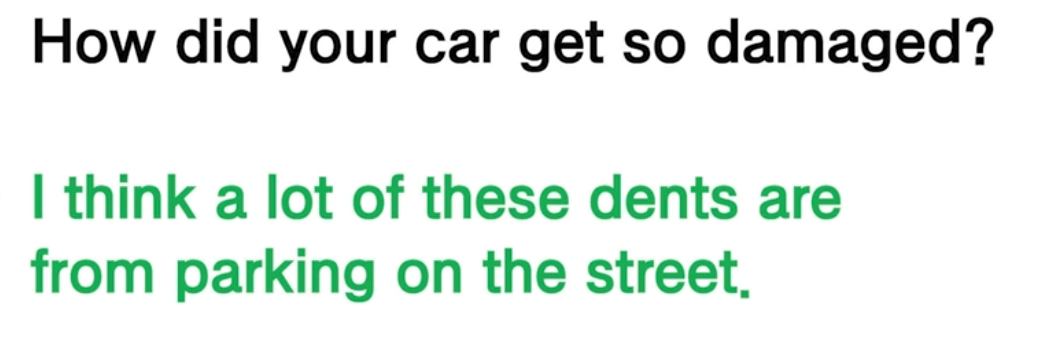 How did your car get so damaged?
I think a lot of these dents are
from parking on the street.